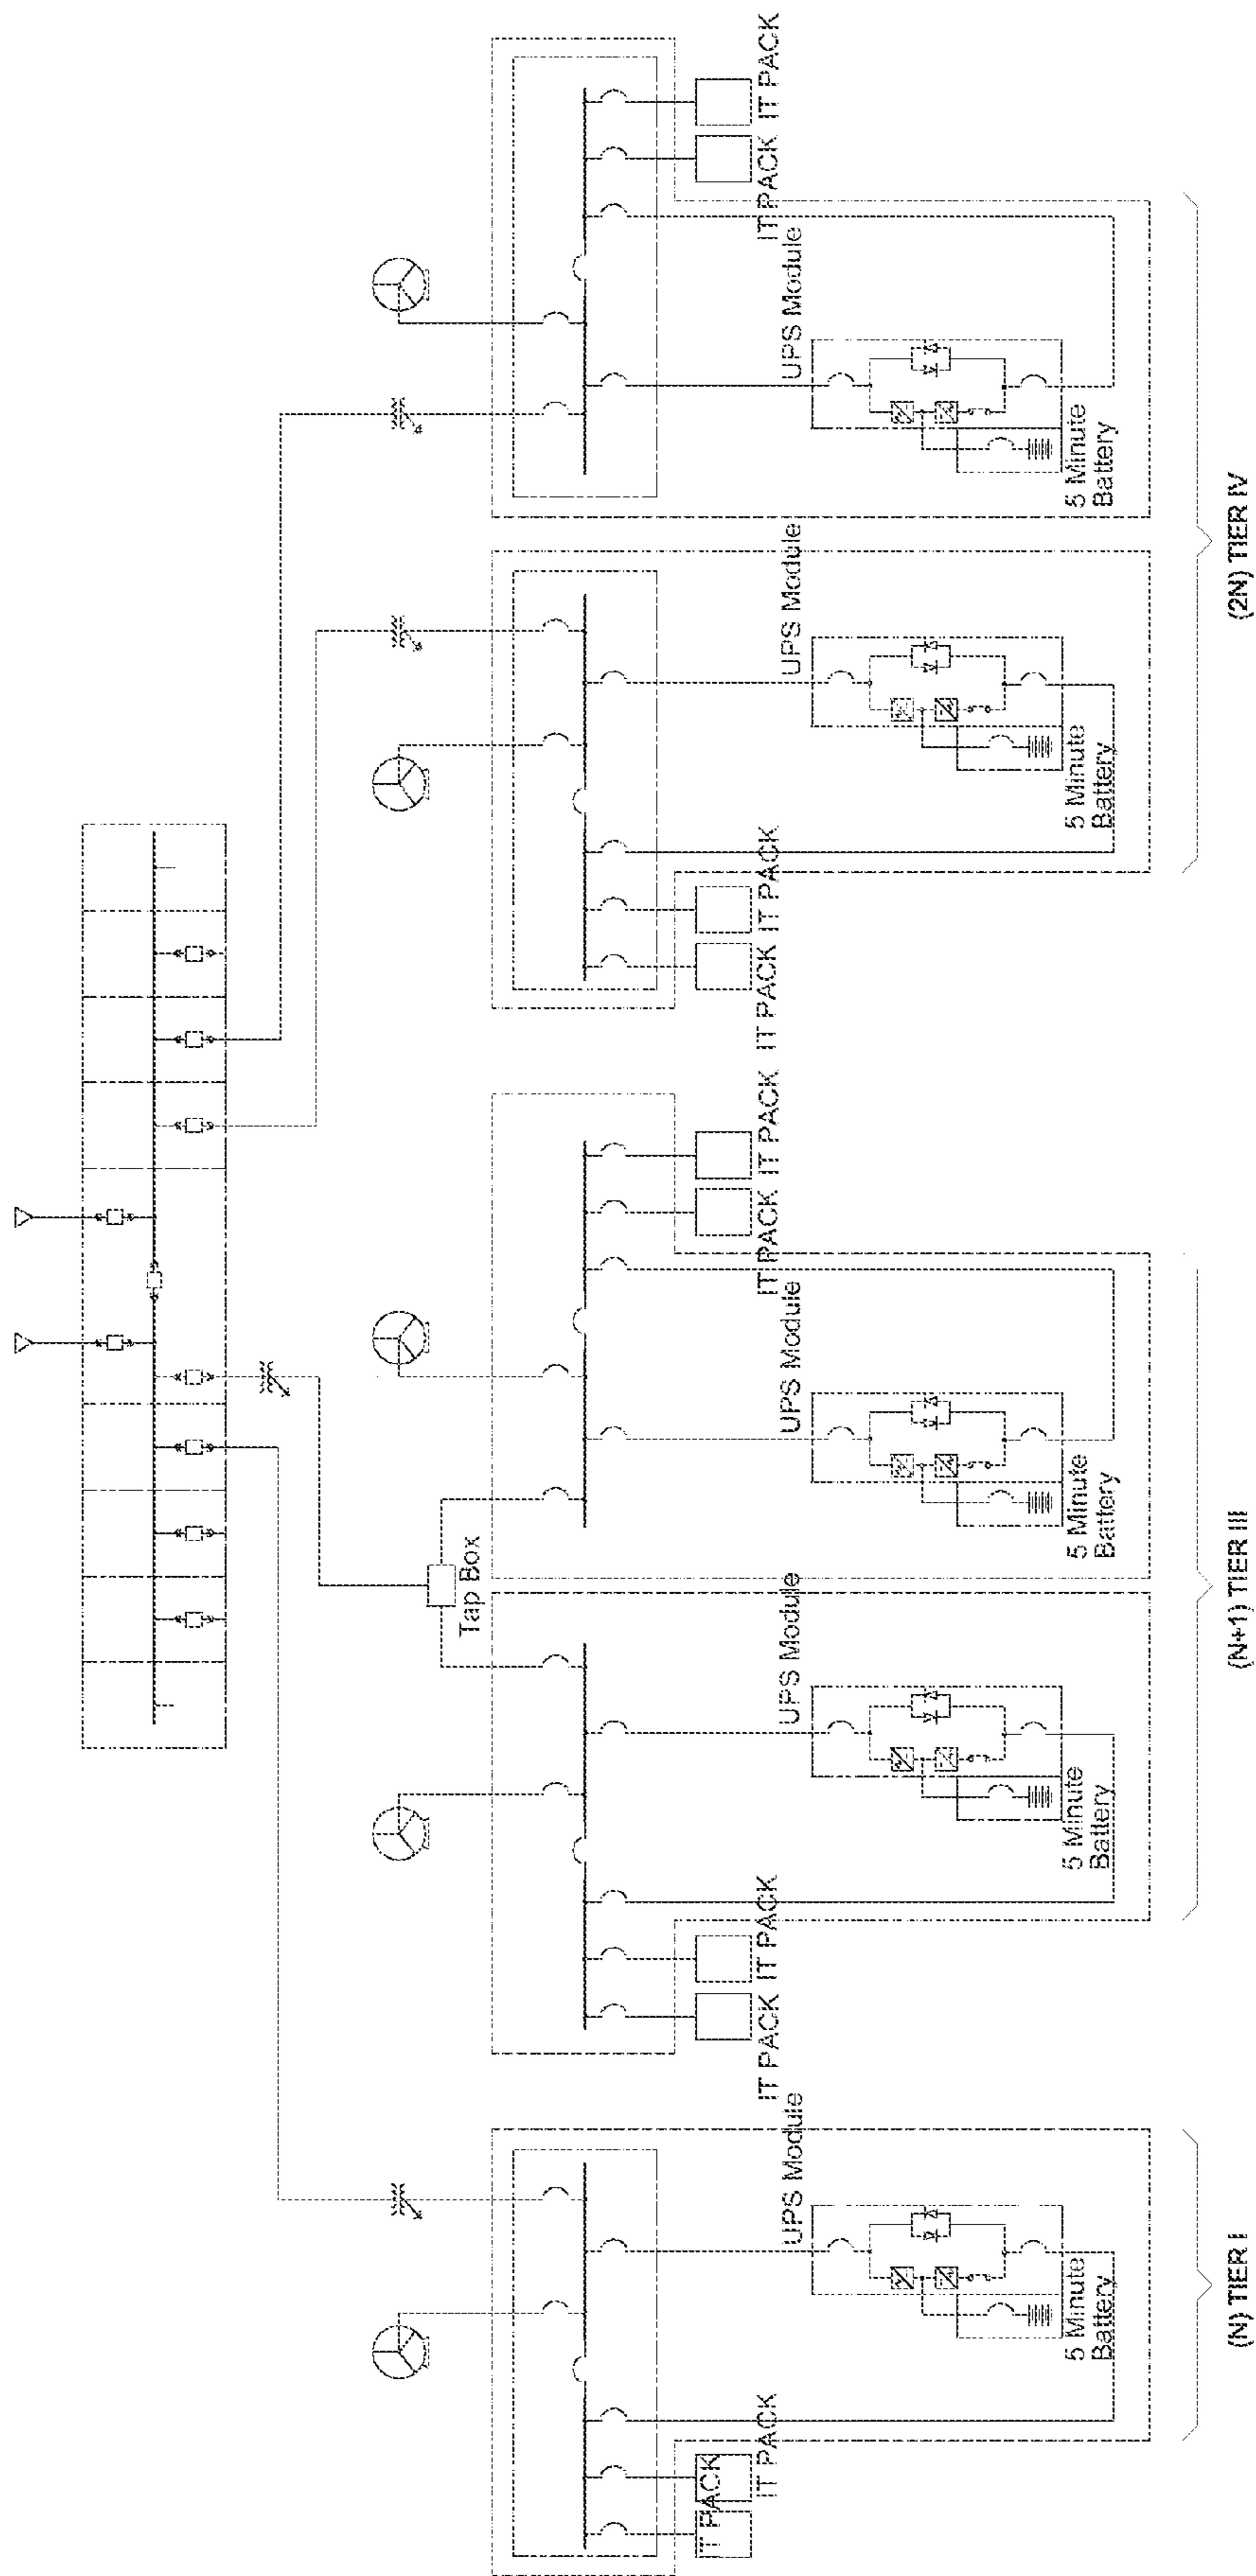 IT PACK
IT PACK
UPS Module
5 Minute
Battery
(2N) TIER IV
UPS Module
5 Minute
Battery
IT PACK
IT PACK
IT PACK
IT PACK
UPS Module
5 Minute
Battery
Tap Box
(N+1) TIER III
UPS Module
5 Minute
Battery
IT PACK
IT PACK
UPS Module
5 Minute
Battery
(N) TIER I
IT PACK
IT PACK